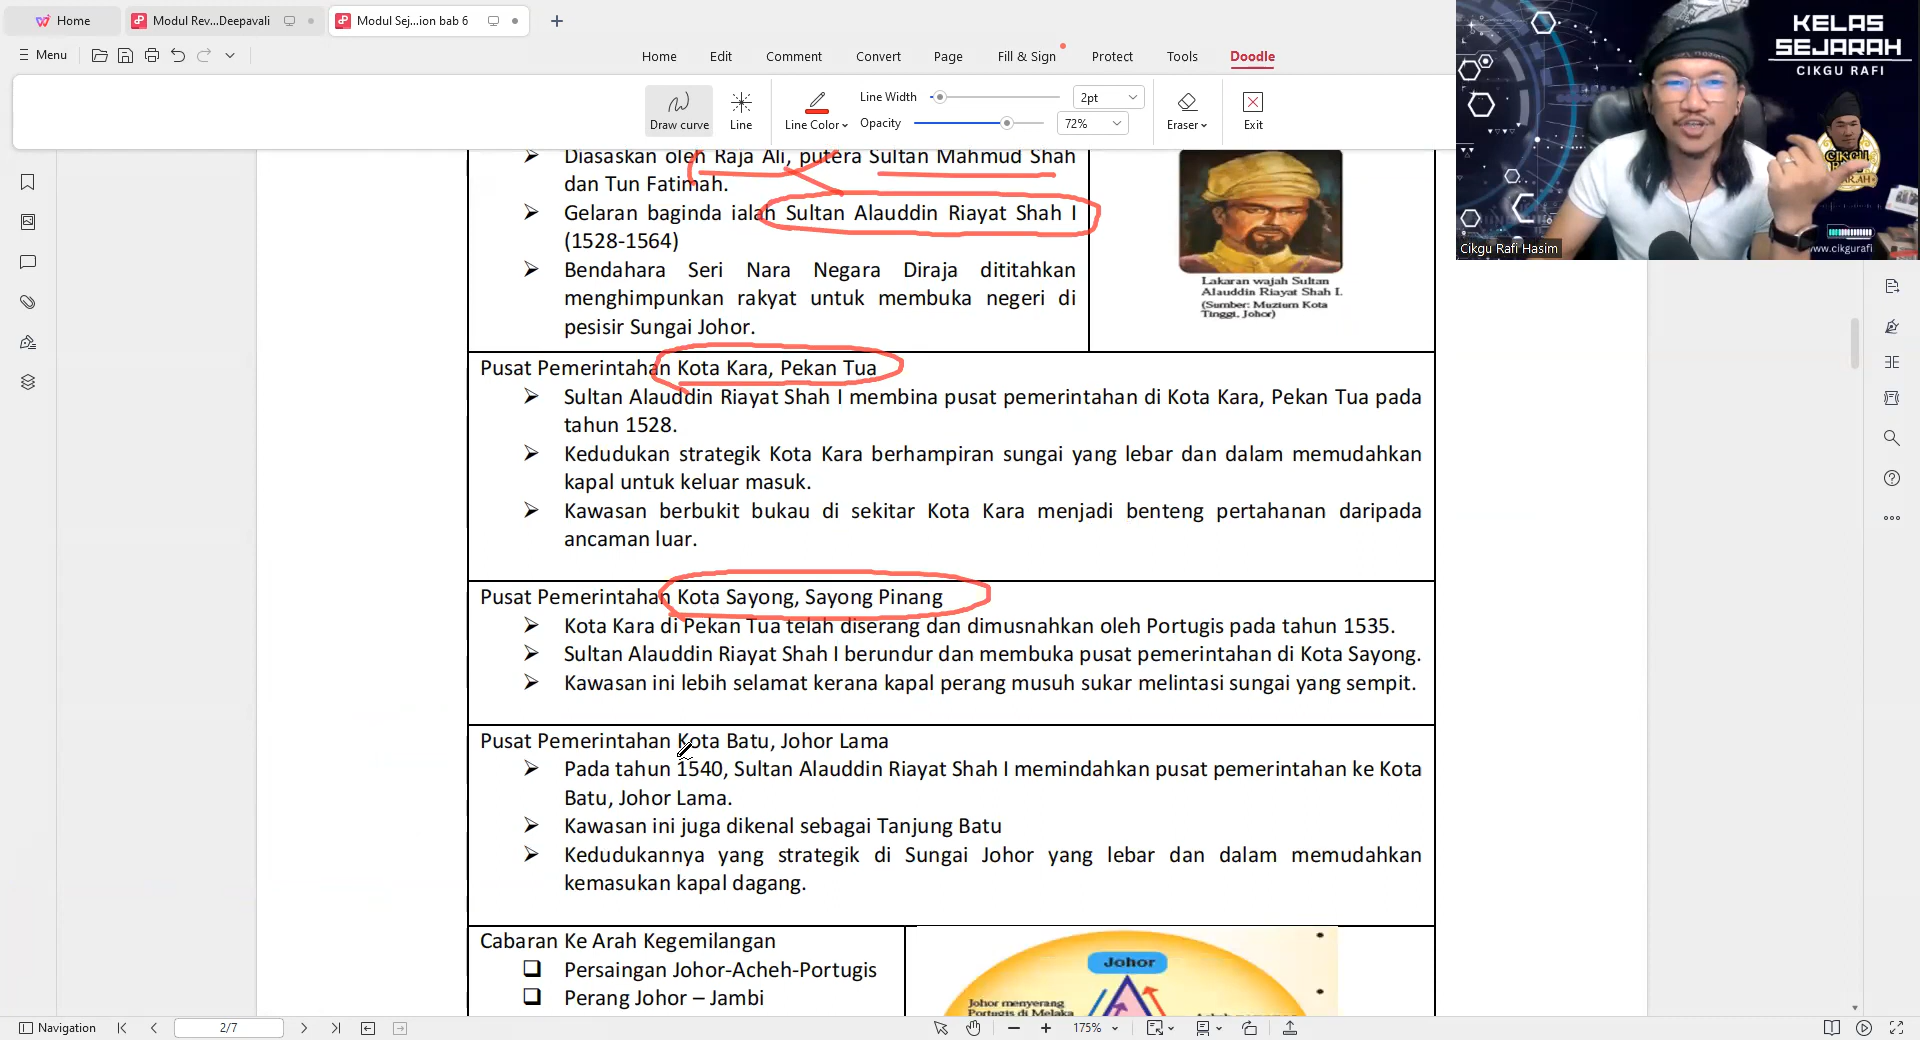 Home
Modul Rev...Deepavali
Modul Sej...ion bab 6
Menu
Home
Edit
Comment
Convert
Page
Fill & Sign
Protect
Tools
Doodle
Draw curve
Line
Line Color
Line Width
2pt
Opacity
72%
Eraser
Exit
KELAS
SEJARAH
CIKGU RAFI
CIKGU
www.cikgurafi
Cikgu Rafi Hasim
Diasaskan oleh Raja Ali, putera Sultan Mahmud Shah
dan Tun Fatimah.
Gelaran baginda ialah Sultan Alauddin Riayat Shah I
(1528-1564)
Bendahara Seri Nara Negara Diraja dititahkan
menghimpunkan rakyat untuk membuka negeri di
pesisir Sungai Johor.
Lakaran wajah Sultan
Alauddin Riayat Shah I.
(Sumber: Muzium Kota
Tinggi, Johor)
Pusat Pemerintahan Kota Kara, Pekan Tua
Sultan Alauddin Riayat Shah I membina pusat pemerintahan di Kota Kara, Pekan Tua pada
tahun 1528.
Kedudukan strategik Kota Kara berhampiran sungai yang lebar dan dalam memudahkan
kapal untuk keluar masuk.
Kawasan berbukit bukau di sekitar Kota Kara menjadi benteng pertahanan daripada
ancaman luar.
Pusat Pemerintahan Kota Sayong, Sayong Pinang
Kota Kara di Pekan Tua telah diserang dan dimusnahkan oleh Portugis pada tahun 1535.
Sultan Alauddin Riayat Shah I berundur dan membuka pusat pemerintahan di Kota Sayong.
Kawasan ini lebih selamat kerana kapal perang musuh sukar melintasi sungai yang sempit.
Pusat Pemerintahan Kota Batu, Johor Lama
Pada tahun 1540, Sultan Alauddin Riayat Shah I memindahkan pusat pemerintahan ke Kota
Batu, Johor Lama.
Kawasan ini juga dikenal sebagai Tanjung Batu
Kedudukannya yang strategik di Sungai Johor yang lebar dan dalam memudahkan
kemasukan kapal dagang.
Cabaran Ke Arah Kegemilangan
Persaingan Johor-Acheh-Portugis
Perang Johor – Jambi
Johor
Johor menyerang
Portugis di Melaka
Navigation
2/7
175%